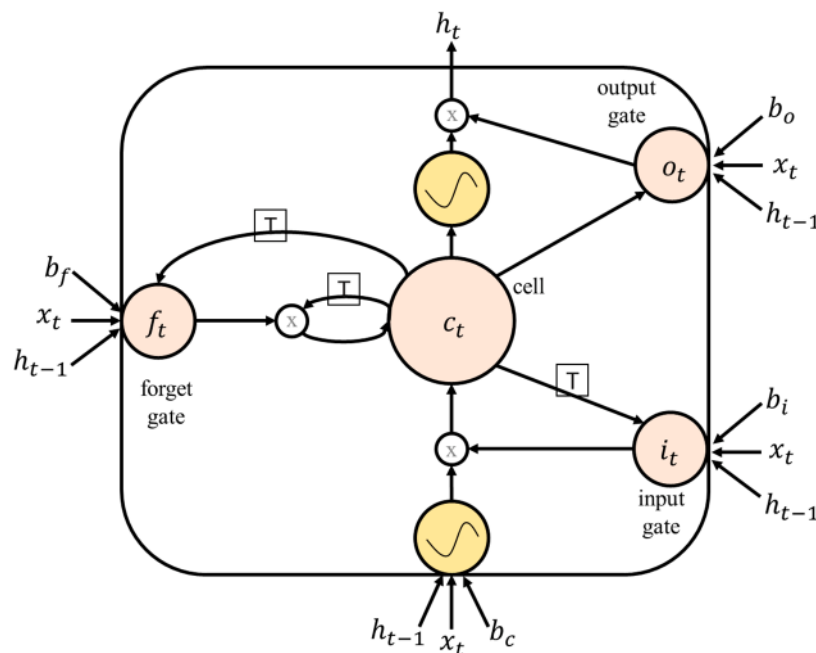 h_t
output
gate
b_o
x
o_t
x_t
h_{t-1}
T
b_f
cell
T
x_t
f_t
x
c_t
h_{t-1}
T
forget
gate
b_i
x
i_t
x_t
input
gate
h_{t-1}
h_{t-1}
x_t
b_c